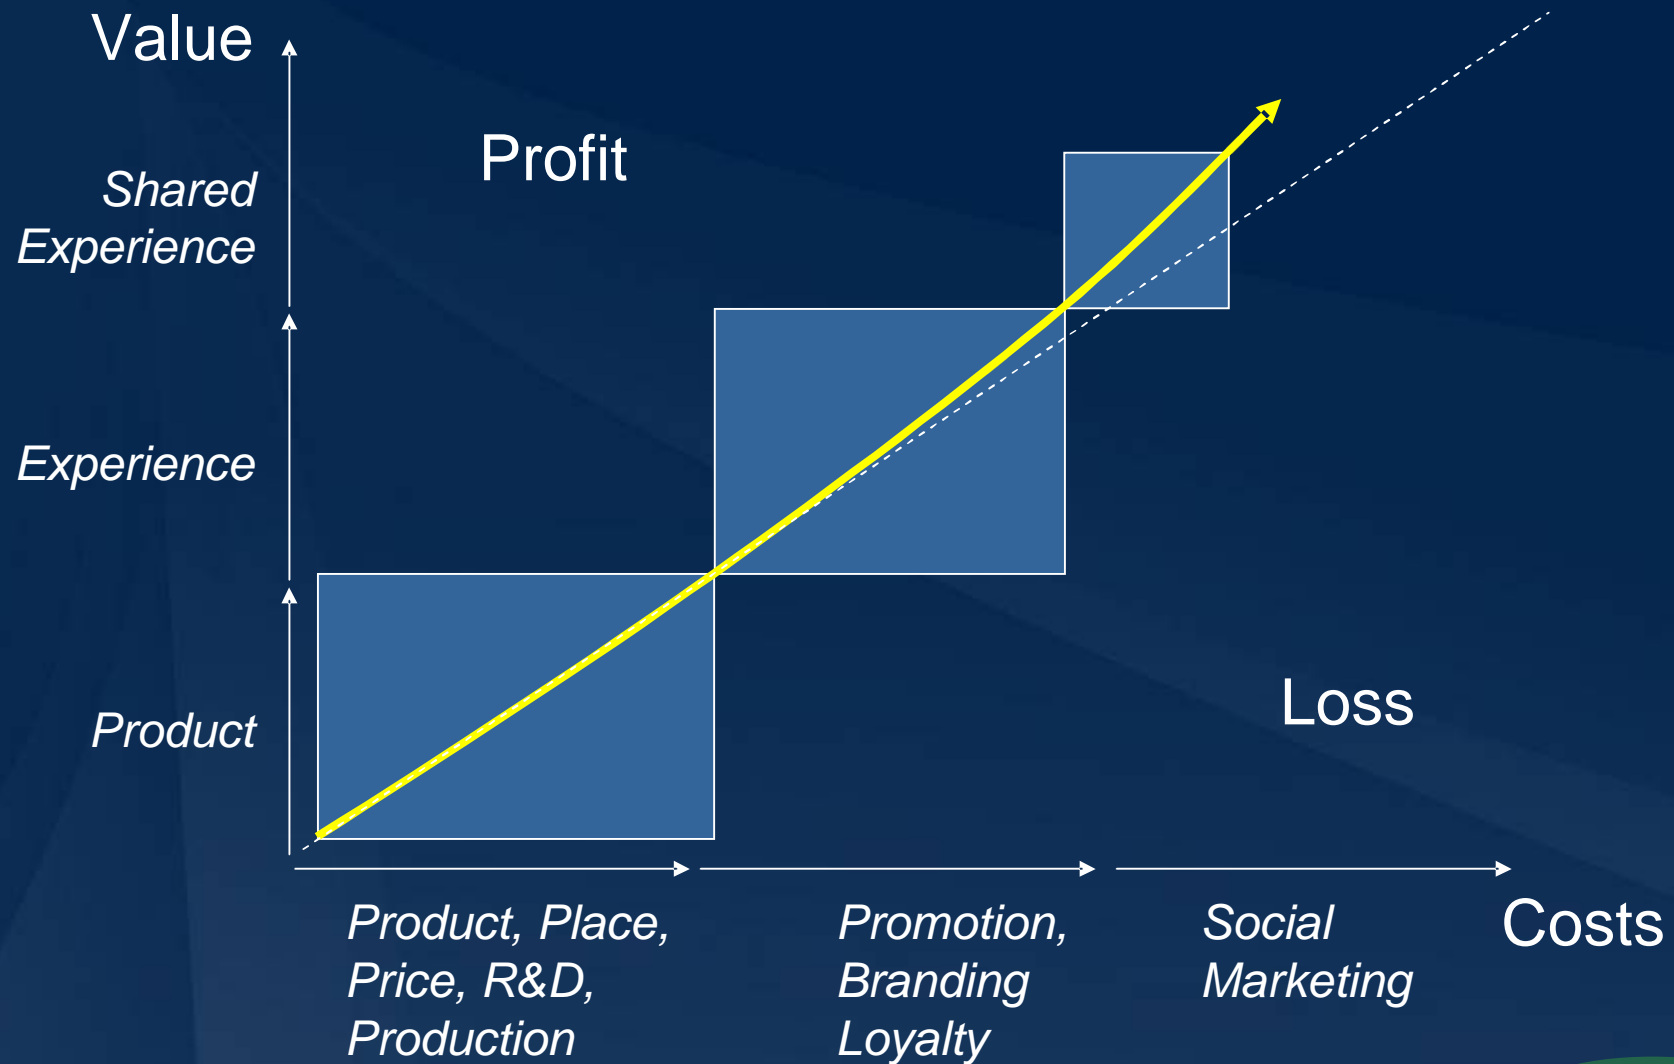 Value
Profit
Shared
Experience
Experience
Product
Loss
Product, Place,
Price, R&D,
Production
Promotion,
Branding
Loyalty
Social
Marketing
Costs